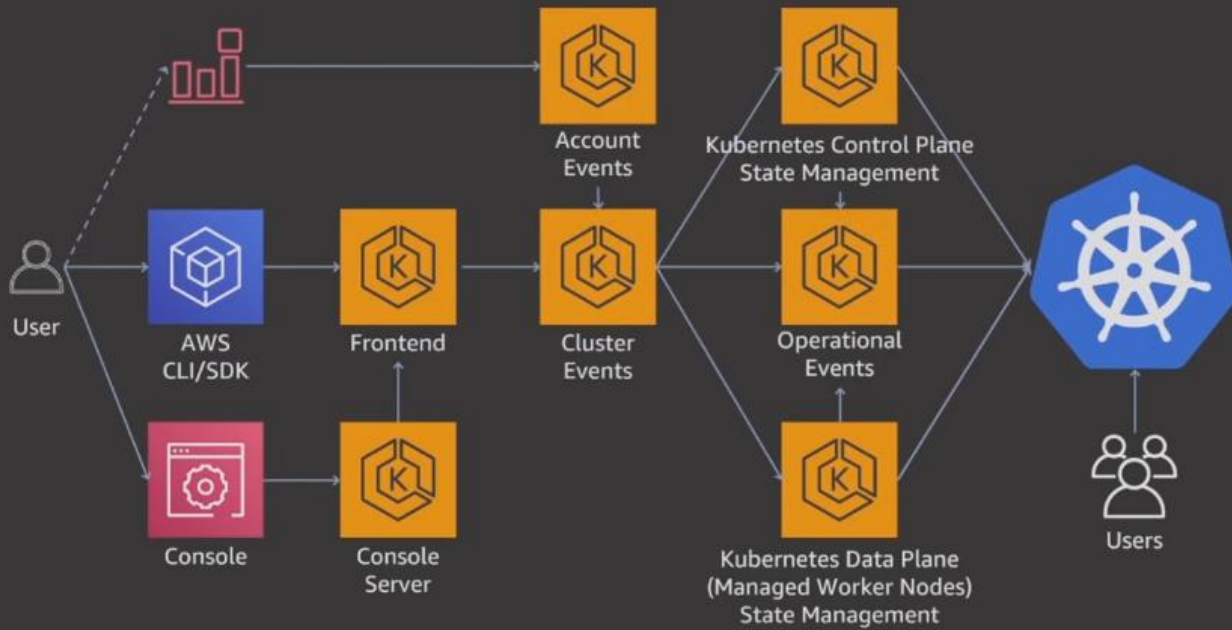 K
Account
Events
K
Kubernetes Control Plane
State Management
User
AWS
CLI/SDK
K
Frontend
K
Cluster
Events
K
Operational
Events
Console
K
Console
Server
K
Kubernetes Data Plane
(Managed Worker Nodes)
State Management
Users